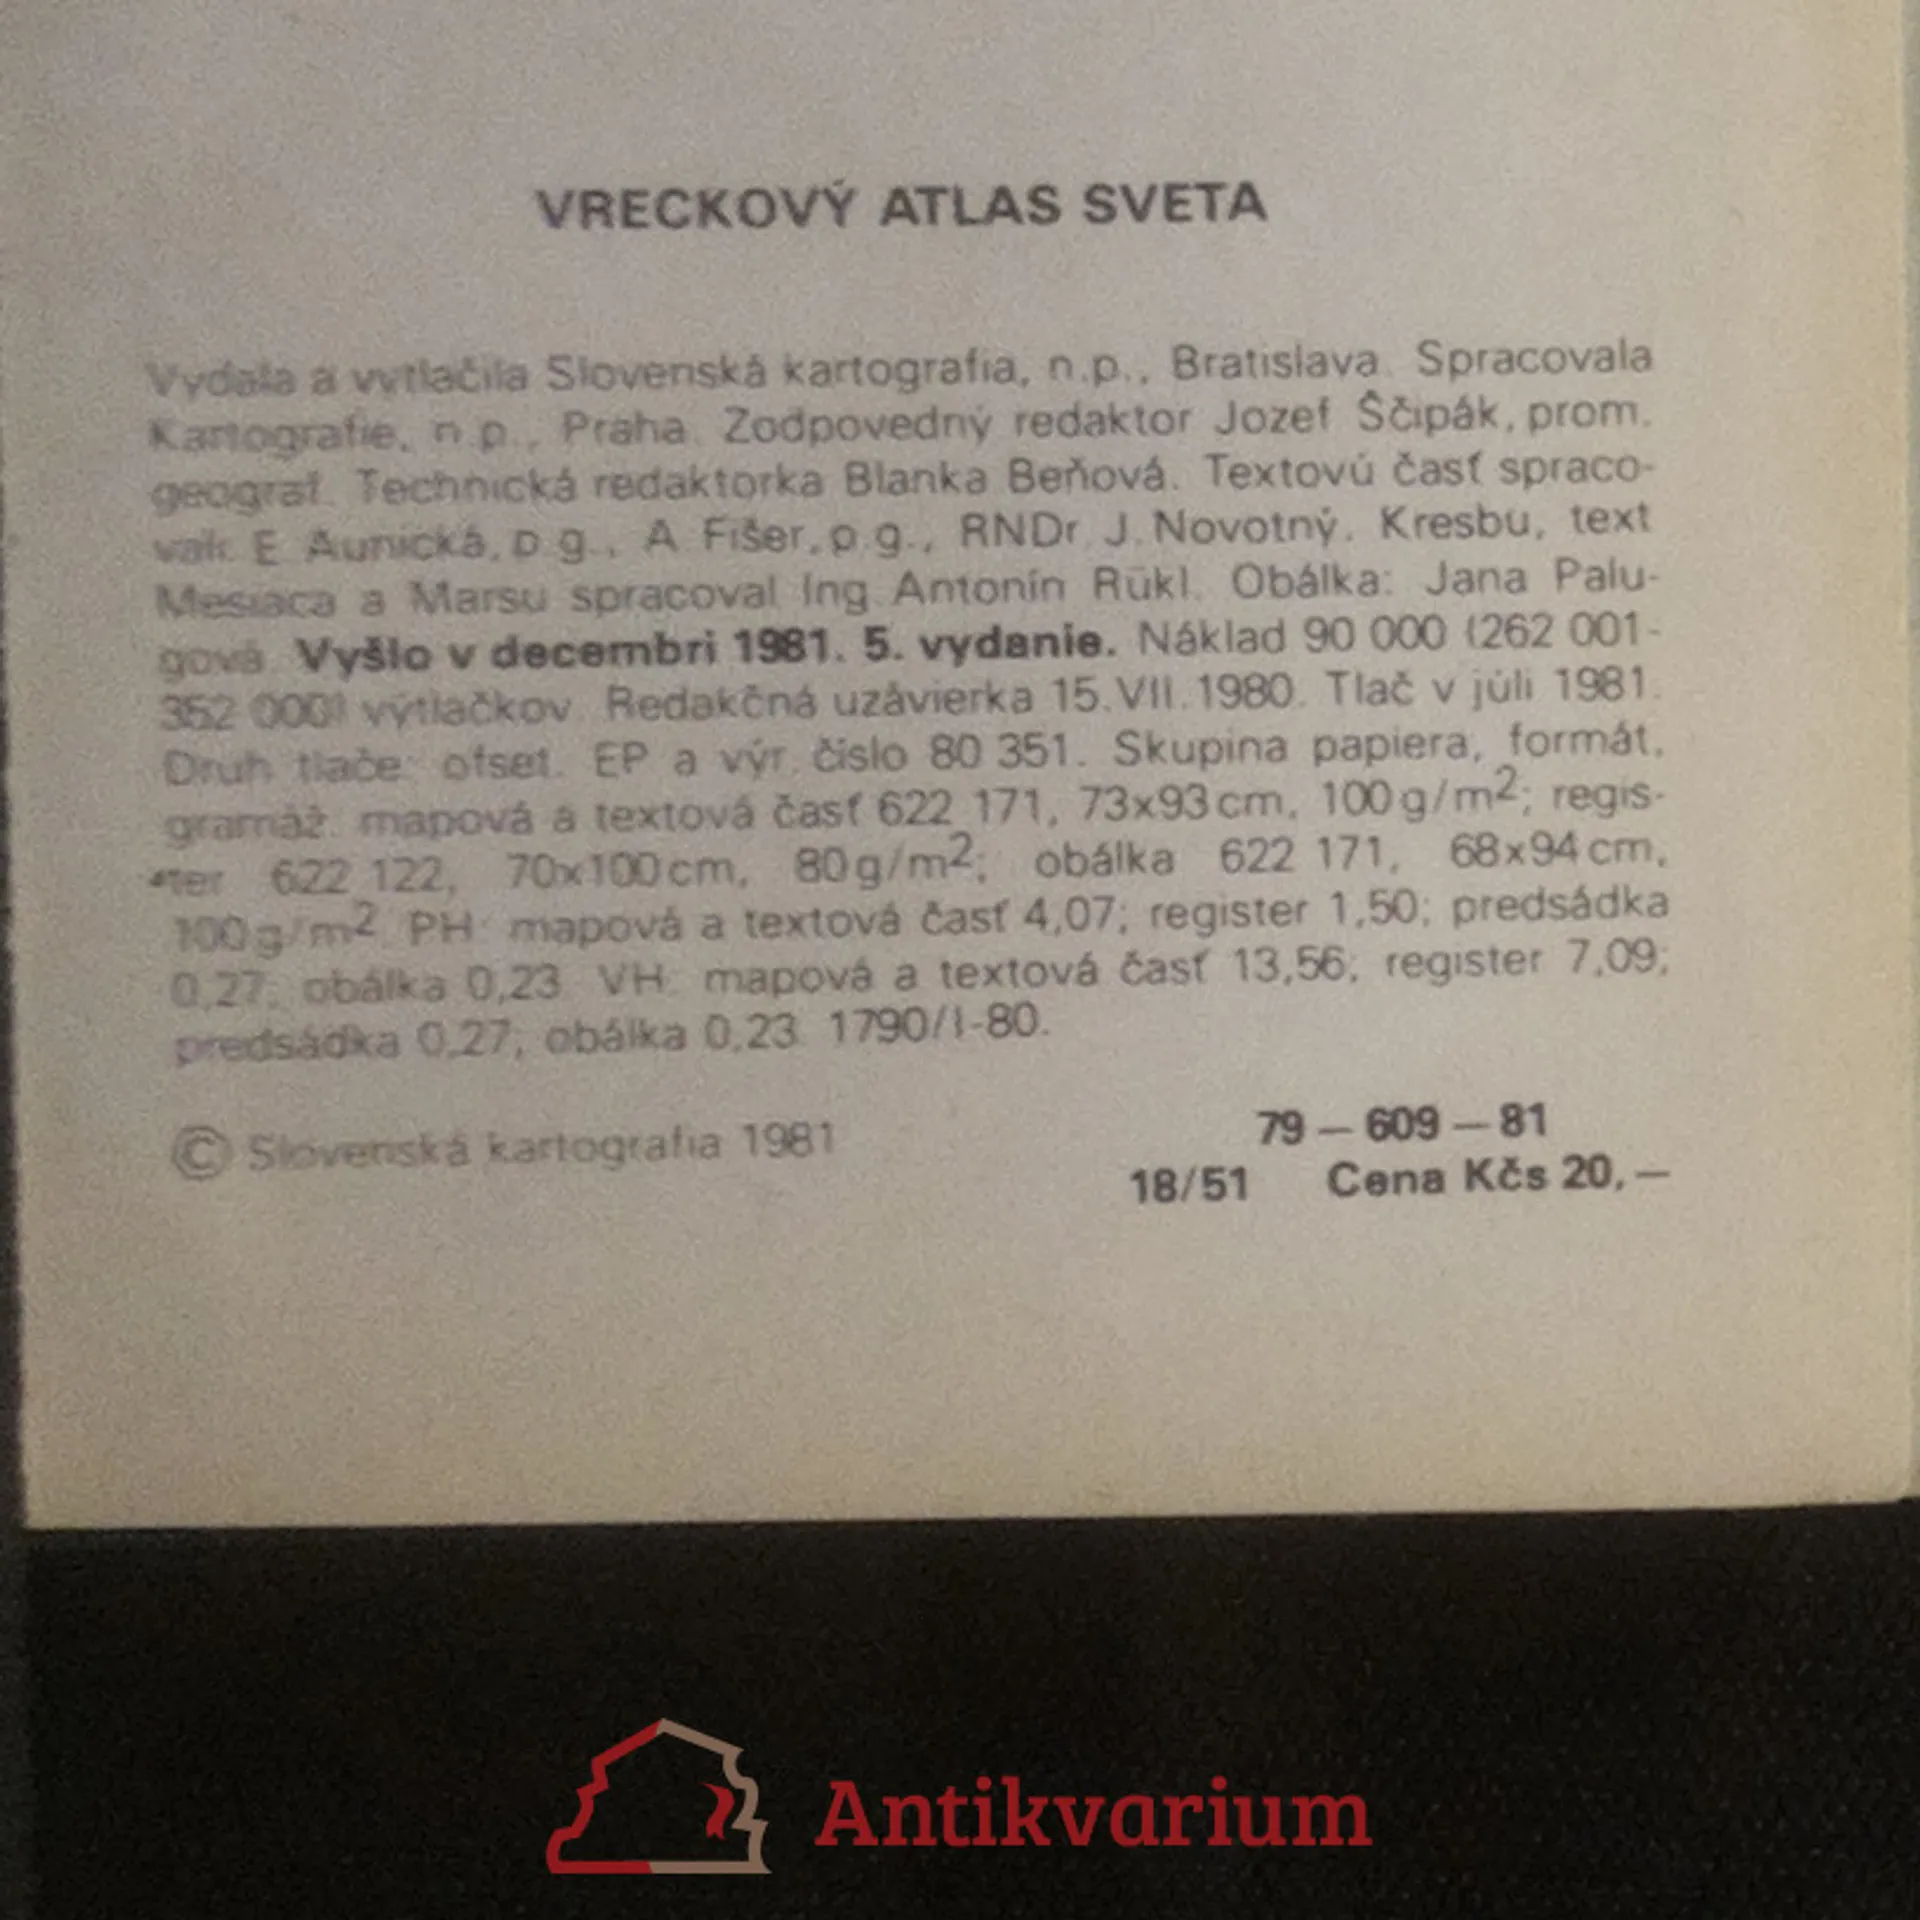 VRECKOVÝ ATLAS SVETA
Vydala a vytlačila Slovenská kartografia, n.p., Bratislava. Spracovala
Kartografie, n.p., Praha. Zodpovedný redaktor Jozef Ščipák, prom.
geograf. Technická redaktorka Blanka Beňová. Textovú časť spraco-
vali: E. Aunická, p.g., A. Fišer, p.g., RNDr. J. Novotný. Kresbu, text
Mesiaca a Marsu spracoval Ing. Antonín Rükl. Obálka: Jana Palu-
gová. Vyšlo v decembri 1981. 5. vydanie. Náklad 90 000 (262 001-
352 000) výtlačkov. Redakčná uzávierka 15. VII. 1980. Tlač v júli 1981.
Druh tlače: ofset. EP a výr. číslo 80 351. Skupina papiera, formát,
gramáž: mapová a textová časť 622 171, 73x93 cm, 100 g/m2; regis-
ter 622 122, 70x100 cm, 80 g/m2; obálka 622 171, 68x94 cm,
100 g/m2. PH: mapová a textová časť 4,07; register 1,50; predsádka
0,27; obálka 0,23. VH: mapová a textová časť 13,56; register 7,09;
predsádka 0,27; obálka 0,23. 1790/I-80.
© Slovenská kartografia 1981
79 — 609 — 81
18/51 Cena Kčs 20,—
Antikvarium